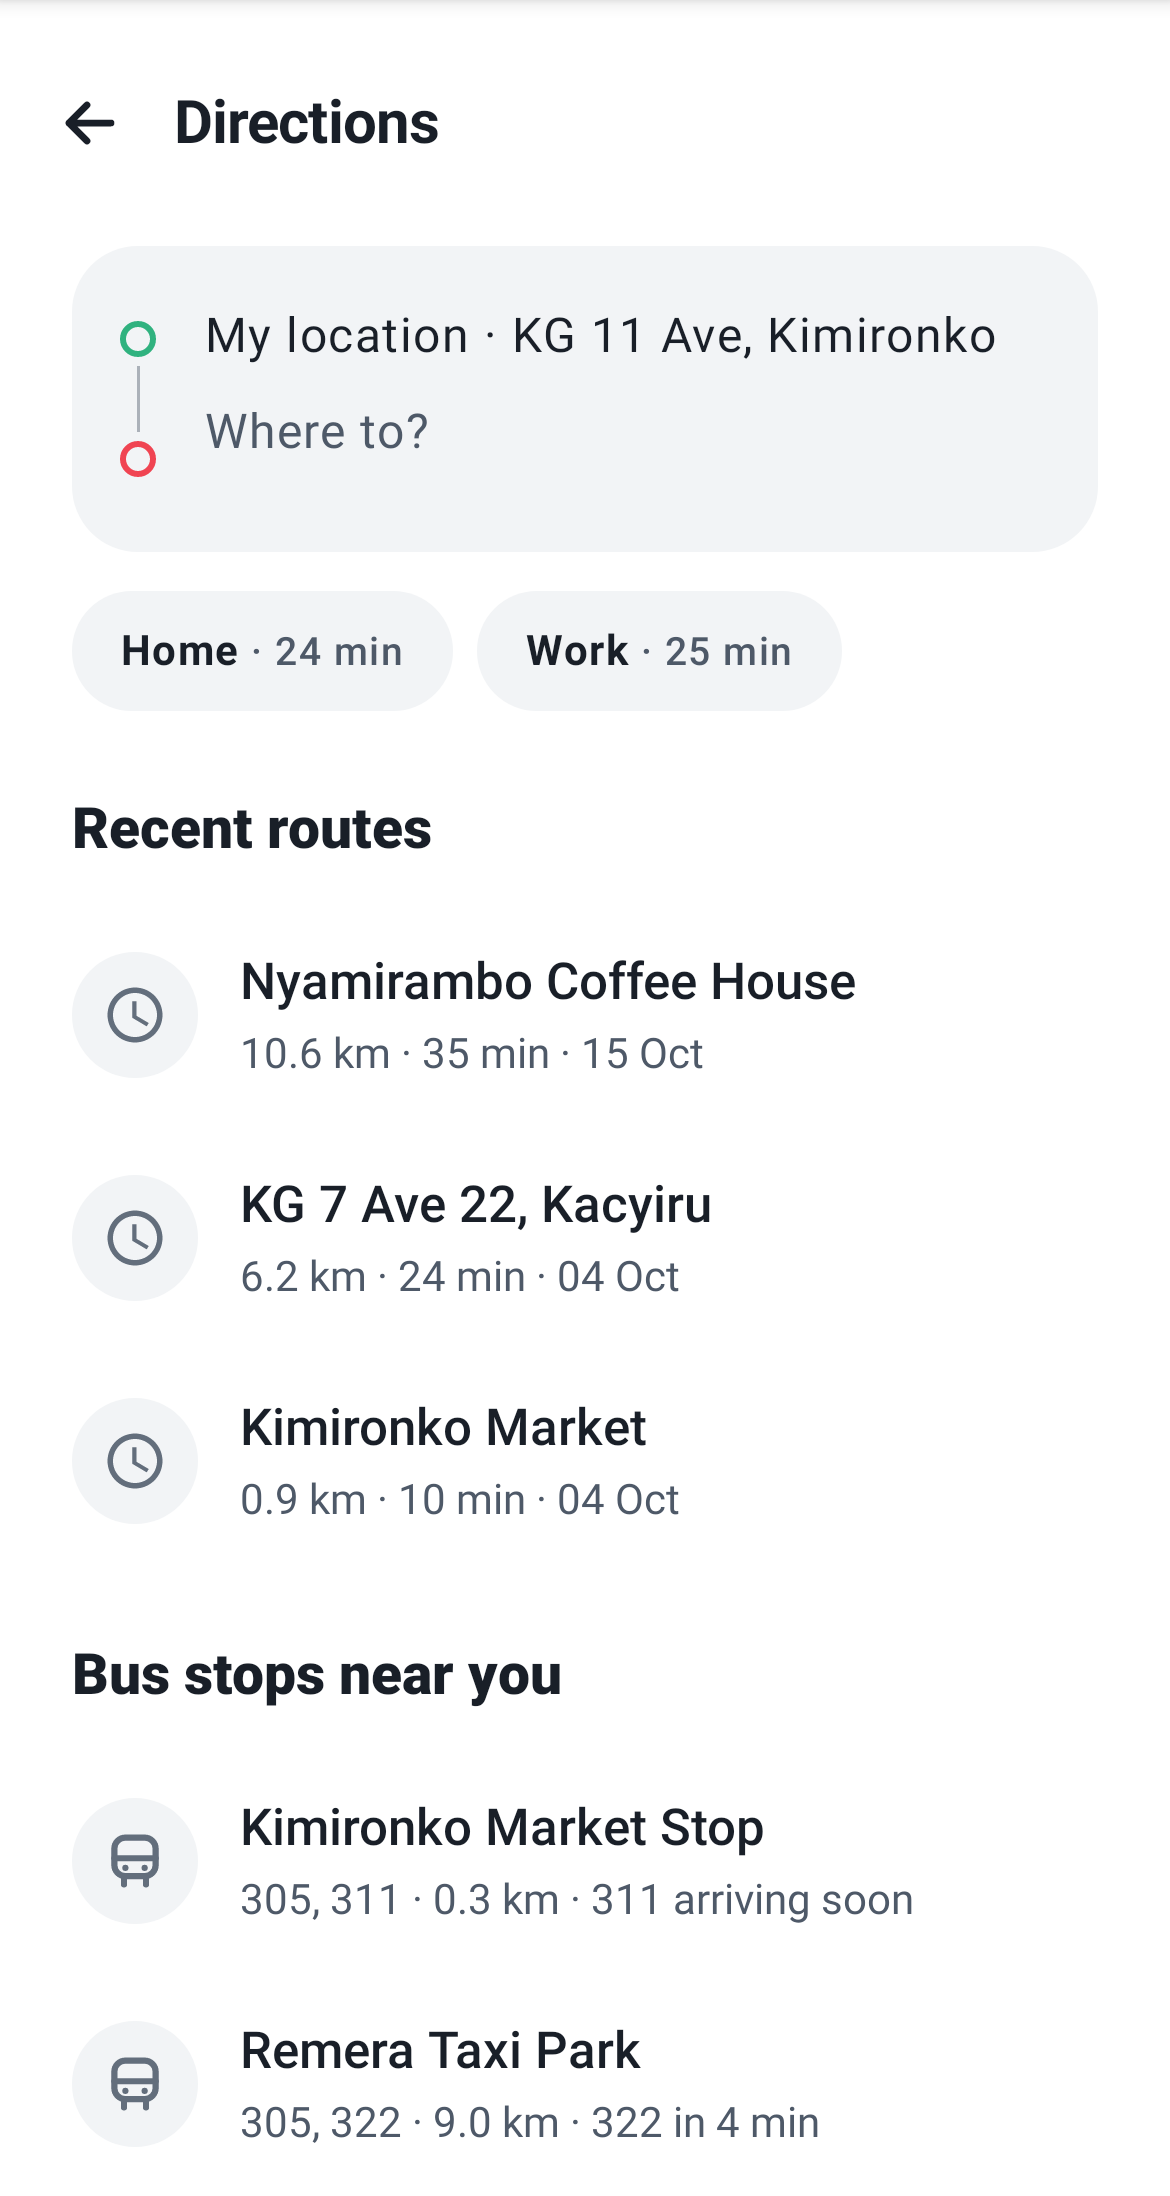 Directions
My location · KG 11 Ave, Kimironko
Where to?
Home · 24 min
Work · 25 min
Recent routes
Nyamirambo Coffee House
10.6 km · 35 min · 15 Oct
KG 7 Ave 22, Kacyiru
6.2 km · 24 min · 04 Oct
Kimironko Market
0.9 km · 10 min · 04 Oct
Bus stops near you
Kimironko Market Stop
305, 311 · 0.3 km · 311 arriving soon
Remera Taxi Park
305, 322 · 9.0 km · 322 in 4 min